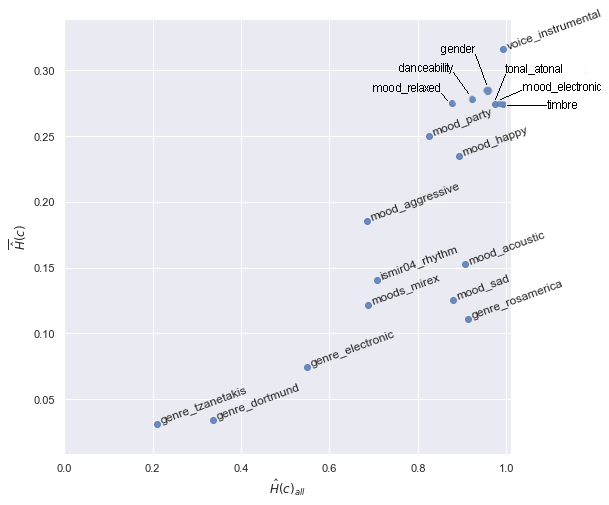 voice_instrumental
gender
0.30
danceability
tonal_atonal
mood_relaxed
mood_electronic
timbre
mood_party
0.25
mood_happy
mood_aggressive
0.20
H(c)
ismir04_rhythm
mood_acoustic
0.15
moods_mirex
mood_sad
genre_rosamerica
0.10
genre_electronic
0.05
genre_tzanetakis
genre_dortmund
0.0 0.2 0.4 0.6 0.8 1.0
Ĥ(c)all